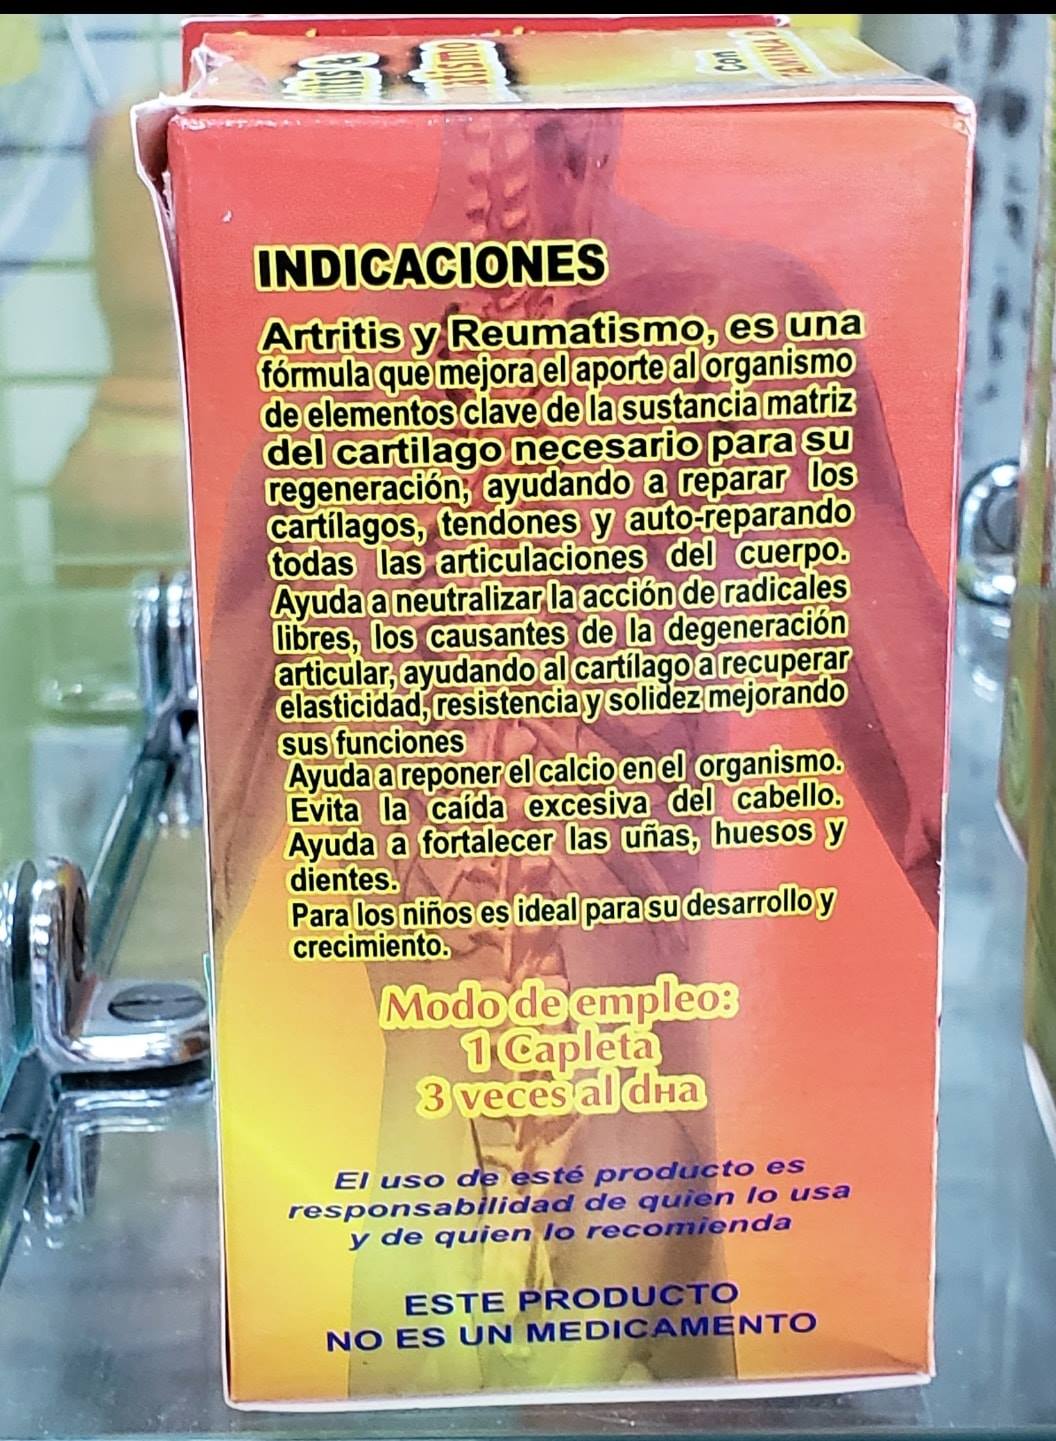 Con
INDICACIONES
Artritis y Reumatismo, es una
fórmula que mejora el aporte al organismo
de elementos clave de la sustancia matriz
del cartilago necesario para su
regeneración, ayudando a reparar los
cartílagos, tendones y auto-reparando
todas las articulaciones del cuerpo.
Ayuda a neutralizar la acción de radicales
libres, los causantes de la degeneración
articular, ayudando al cartílago a recuperar
elasticidad, resistencia y solidez mejorando
sus funciones
Ayuda a reponer el calcio en el organismo.
Evita la caída excesiva del cabello.
Ayuda a fortalecer las uñas, huesos y
dientes.
Para los niños es ideal para su desarrollo y
crecimiento.
Modo de empleo:
1 Capleta
3 veces al dHa
El uso de esté producto es
responsabilidad de quien lo usa
y de quien lo recomienda
ESTE PRODUCTO
NO ES UN MEDICAMENTO